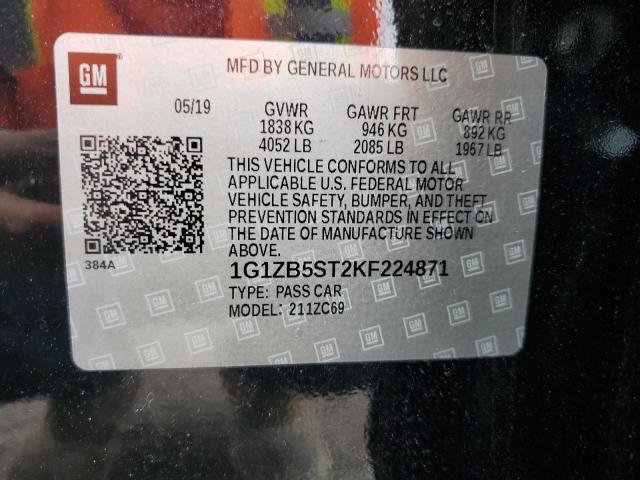 GM
MFD BY GENERAL MOTORS LLC
05/19 GVWR GAWR FRT GAWR RR
1838 KG 946 KG 892 KG
4052 LB 2085 LB 1967 LB
THIS VEHICLE CONFORMS TO ALL
APPLICABLE U.S. FEDERAL MOTOR
VEHICLE SAFETY, BUMPER, AND THEFT
PREVENTION STANDARDS IN EFFECT ON
THE DATE OF MANUFACTURE SHOWN
ABOVE.
384A
1G1ZB5ST2KF224871
TYPE: PASS CAR
MODEL: 211ZC69